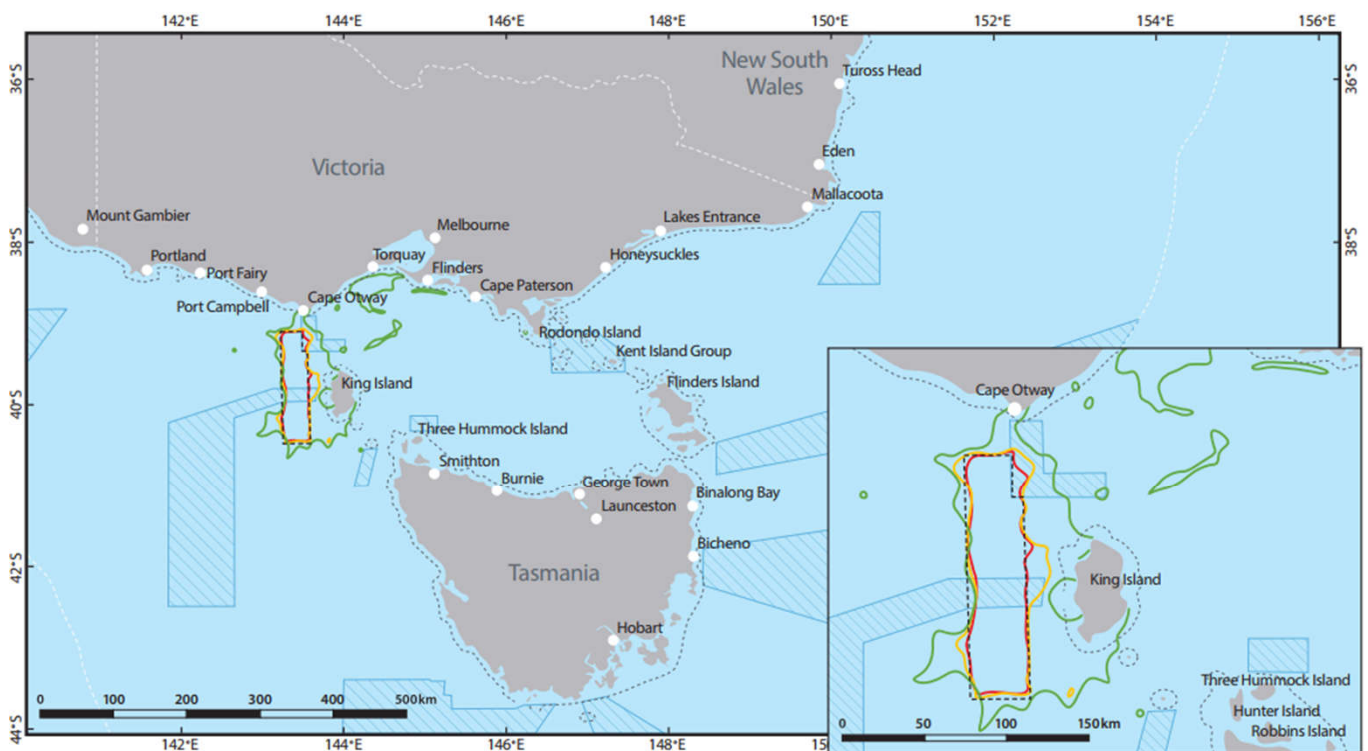 142°E 144°E 146°E 148°E 150°E 152°E 154°E 156°E
36°S
36°S
New South
Wales
Tuross Head
Victoria
Eden
Mallacoota
Mount Gambier
Melbourne
Lakes Entrance
38°S
38°S
Portland
Torquay
Honeysuckles
Port Fairy
Flinders
Cape Paterson
Port Campbell
Cape Otway
Rodondo Island
Kent Island Group
King Island
Flinders Island
40°S
Three Hummock Island
Smithton
Burnie
George Town
Binalong Bay
Launceston
Bicheno
42°S
Tasmania
Hobart
0 100 200 300 400 500km
44°S
142°E 144°E 146°E 148°E
Cape Otway
King Island
Three Hummock Island
Hunter Island
Robbins Island
0 50 100 150km